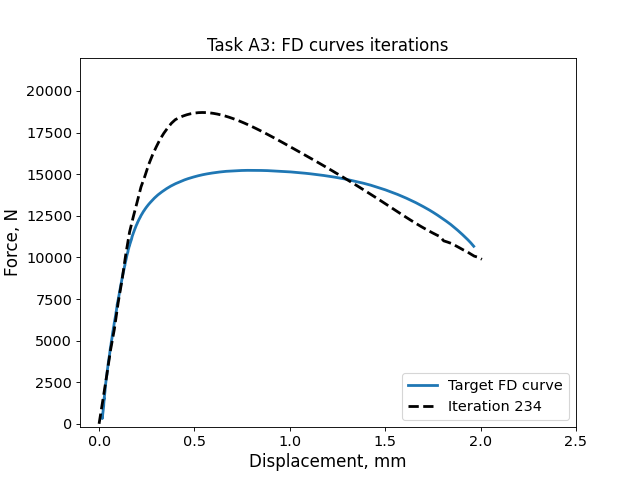 Task A3: FD curves iterations
Force, N
20000
17500
15000
12500
10000
7500
5000
2500
0
0.0 0.5 1.0 1.5 2.0 2.5
Displacement, mm
Target FD curve
Iteration 234